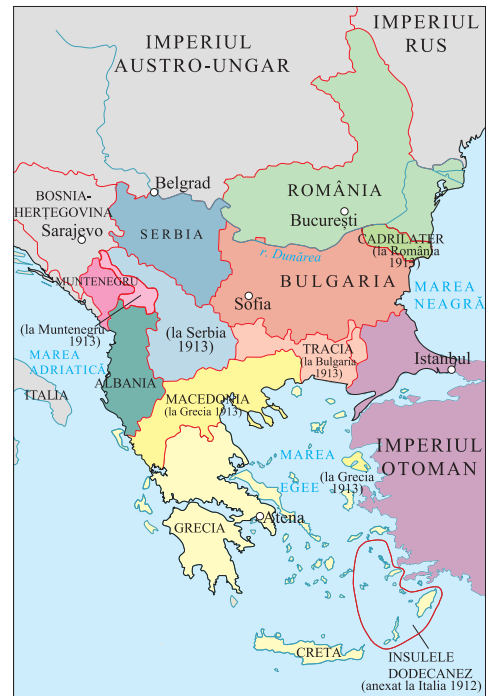 IMPERIUL
AUSTRO-UNGAR
IMPERIUL
RUS
Belgrad
BOSNIA-
HERȚEGOVINA
Sarajevo
ROMÂNIA
București
SERBIA
r. Dunărea
CADRILATER
(la România
1913)
MUNTENEGRU
BULGARIA
Sofia
MAREA
NEAGRĂ
(la Muntenegru
1913)
(la Serbia
1913)
MAREA
ADRIATICĂ
TRACIA
(la Bulgaria
1913)
Istanbul
ITALIA
ALBANIA
MACEDONIA
(la Grecia 1913)
IMPERIUL
OTOMAN
MAREA
EGEE
(la Grecia
1913)
GRECIA
Atena
CRETA
INSULELE
DODECANEZ
(anexat la Italia 1912)